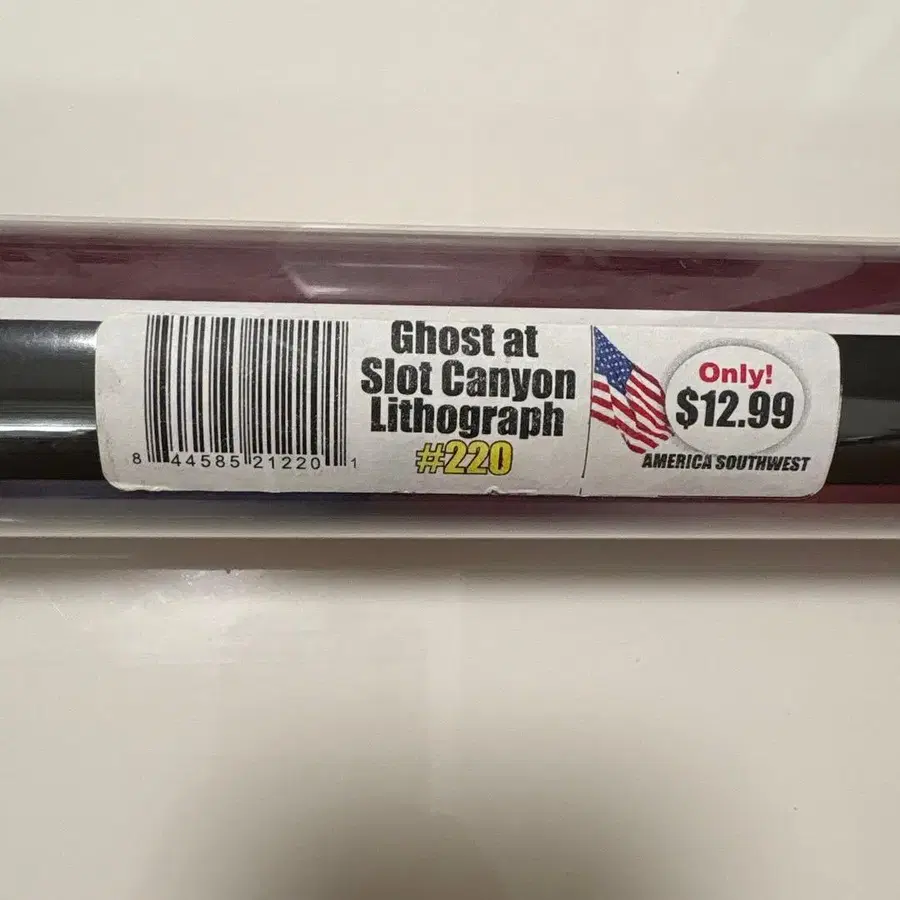 Ghost at
Slot Canyon
Lithograph
#220
Only!
$12.99
AMERICA SOUTHWEST
8 44585 21220 1